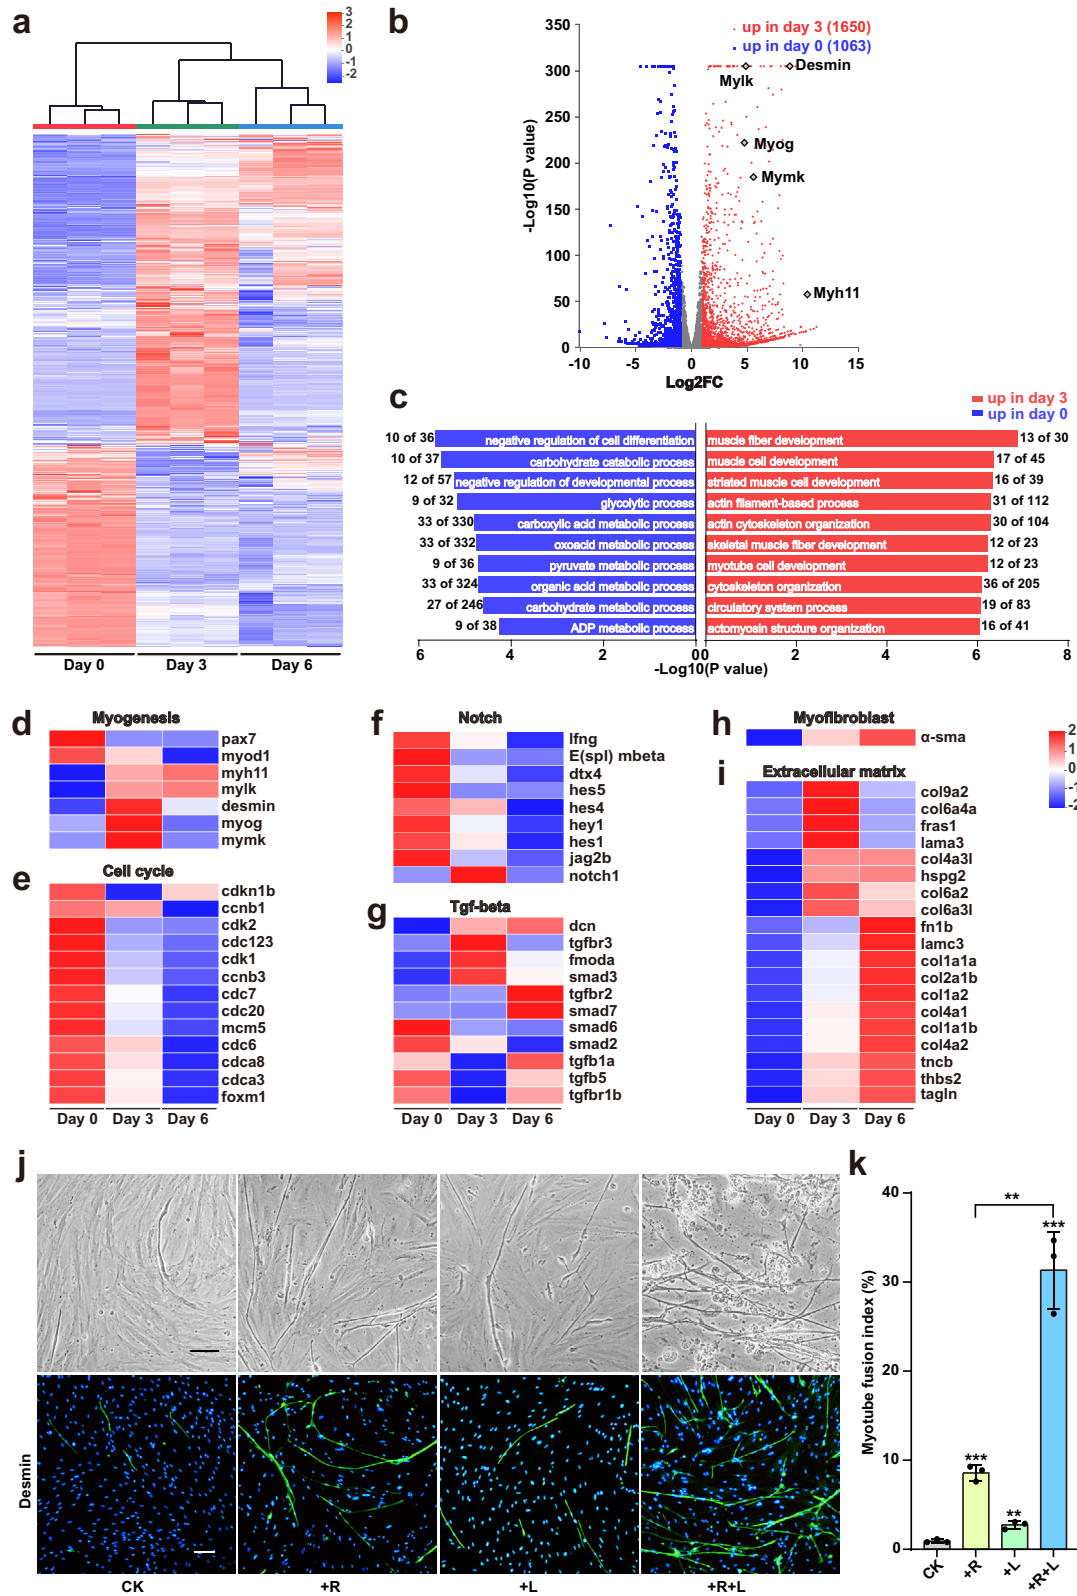 a
3
2
1
0
-1
-2
Day 0
Day 3
Day 6
b
up in day 3 (1650)
up in day 0 (1063)
350
300
250
200
150
100
50
0
-Log10(P value)
Desmin
Mylk
Myog
Mymk
Myh11
-10
-5
0
5
10
15
Log2FC
c
up in day 3
up in day 0
10 of 36 negative regulation of cell differentiation muscle fiber development 13 of 30
10 of 37 carbohydrate catabolic process muscle cell development 17 of 45
12 of 57 negative regulation of developmental process striated muscle cell development 16 of 39
9 of 32 glycolytic process actin filament-based process 31 of 112
33 of 330 carboxylic acid metabolic process actin cytoskeleton organization 30 of 104
33 of 332 oxoacid metabolic process skeletal muscle fiber development 12 of 23
9 of 36 pyruvate metabolic process myotube cell development 12 of 23
33 of 324 organic acid metabolic process cytoskeleton organization 36 of 205
27 of 246 carbohydrate metabolic process circulatory system process 19 of 83
9 of 38 ADP metabolic process actomyosin structure organization 16 of 41
6 4 2 0 0 2 4 6 8
-Log10(P value)
d
Myogenesis
pax7
myod1
myh11
mylk
desmin
myog
mymk
e
Cell cycle
cdkn1b
ccnb1
cdk2
cdc123
cdk1
ccnb3
cdc7
cdc20
mcm5
cdc6
cdca8
cdca3
foxm1
Day 0 Day 3 Day 6
f
Notch
lfng
E(spl) mbeta
dtx4
hes5
hes4
hey1
hes1
jag2b
notch1
g
Tgf-beta
dcn
tgfbr3
fmoda
smad3
tgfbr2
smad7
smad6
smad2
tgfb1a
tgfb5
tgfbr1b
Day 0 Day 3 Day 6
h
Myofibroblast
α-sma
i
Extracellular matrix
col9a2
col6a4a
fras1
lama3
col4a3l
hspg2
col6a2
col6a3l
fn1b
lamc3
col1a1a
col2a1b
col1a2
col4a1
col1a1b
col4a2
tncb
thbs2
tagln
Day 0 Day 3 Day 6
2
1
0
-1
-2
j
Desmin
CK
+R
+L
+R+L
k
Myotube fusion index (%)
40
30
20
10
0
**
***
***
**
CK
+R
+L
+R+L